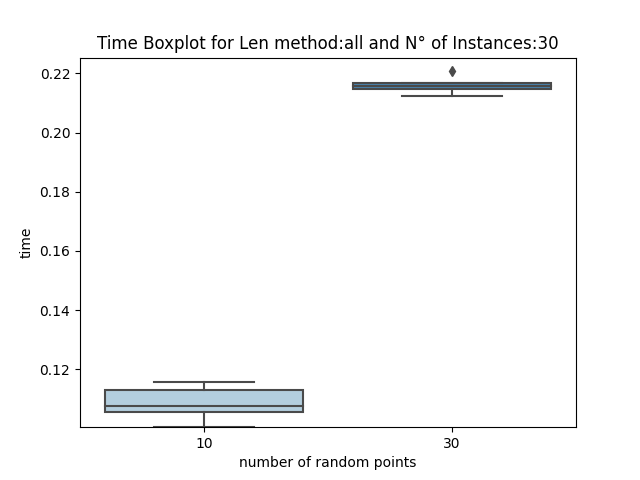 Time Boxplot for Len method:all and N° of Instances:30
0.22
0.20
0.18
0.16
0.14
0.12
time
10 30
number of random points